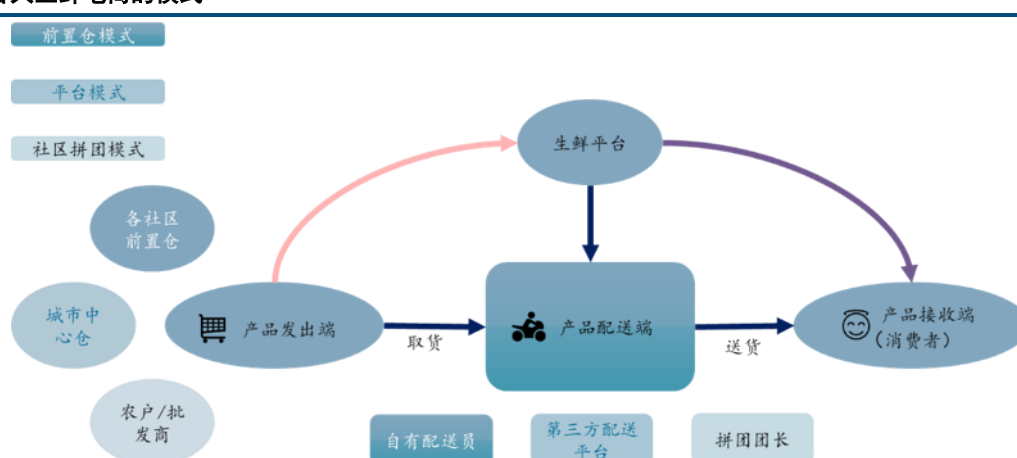 前置仓模式
平台模式
社区拼团模式
生鲜平台
各社区
前置仓
城市中
心仓
产品发出端
取货
产品配送端
送货
产品接收端
(消费者)
农户/批
发商
自有配送员
第三方配送
平台
拼团团长